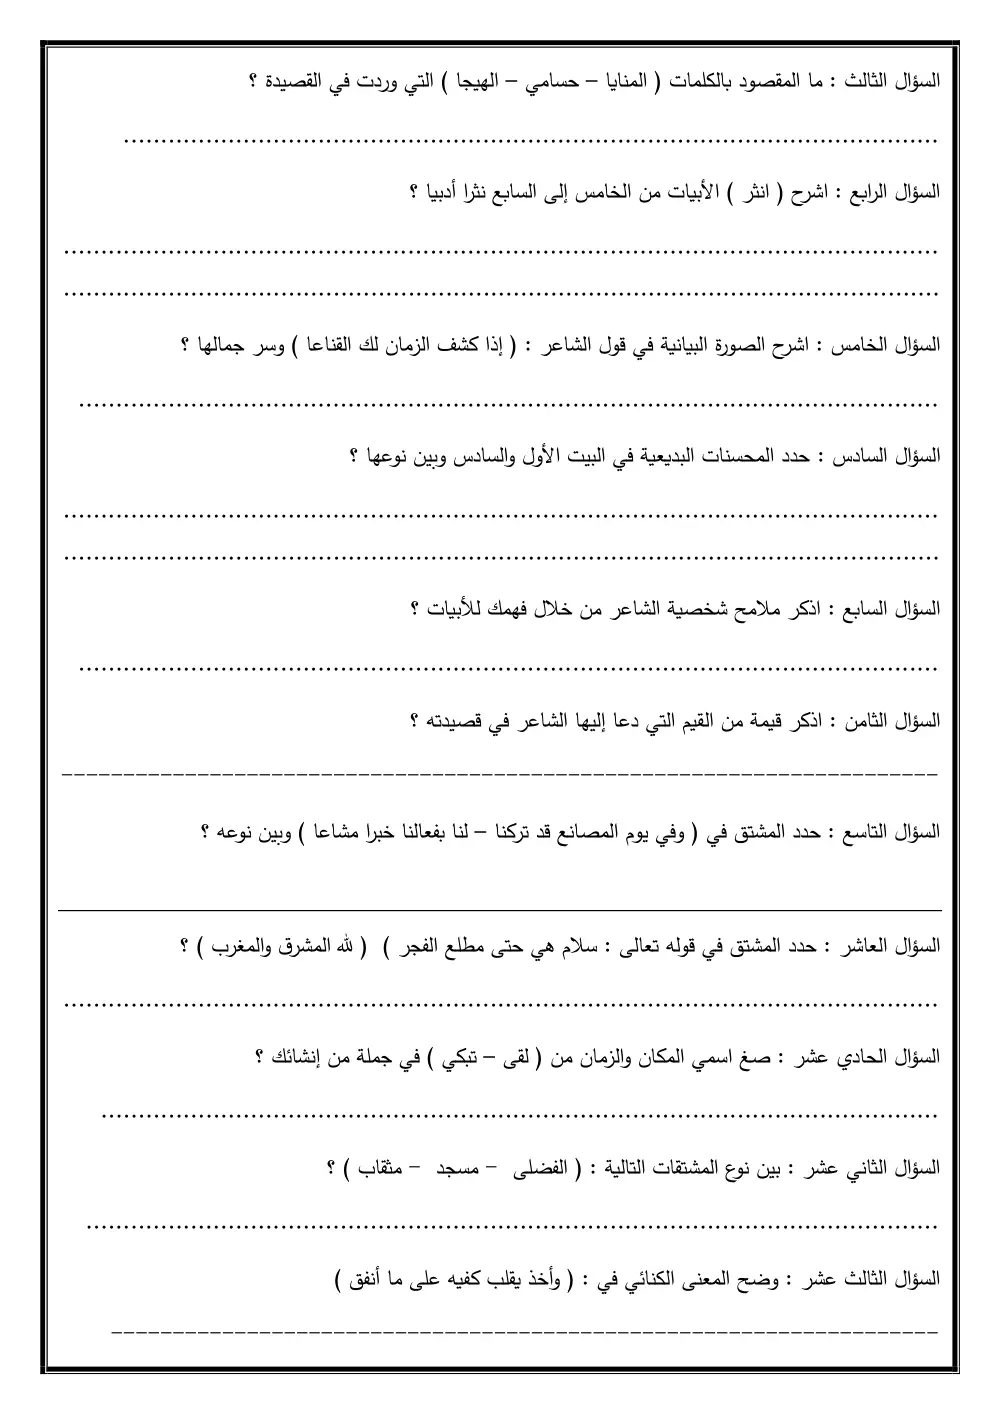 السؤال الثالث : ما المقصود بالكلمات ( المنايا – حسامي – الهيجا ) التي وردت في القصيدة ؟
السؤال الرابع : اشرح ( انثر ) الأبيات من الخامس إلى السابع نثرا أدبيا ؟
السؤال الخامس : اشرح الصورة البيانية في قول الشاعر : ( إذا كشف الزمان لك القناعا ) وسر جمالها ؟
السؤال السادس : حدد المحسنات البديعية في البيت الأول والسادس وبين نوعها ؟
السؤال السابع : اذكر ملامح شخصية الشاعر من خلال فهمك للأبيات ؟
السؤال الثامن : اذكر قيمة من القيم التي دعا إليها الشاعر في قصيدته ؟
السؤال التاسع : حدد المشتق في ( وفي يوم المصانع قد تركنا – لنا بفعالنا خبرا مشاعا ) وبين نوعه ؟
السؤال العاشر : حدد المشتق في قوله تعالى : سلام هي حتى مطلع الفجر ) ( لله المشرق والمغرب ) ؟
السؤال الحادي عشر : صغ اسمي المكان والزمان من ( لقى – تبكي ) في جملة من إنشائك ؟
السؤال الثاني عشر : بين نوع المشتقات التالية : ( الفضلى – مسجد – مثقاب ) ؟
السؤال الثالث عشر : وضح المعنى الكنائي في : ( وأخذ يقلب كفيه على ما أنفق )